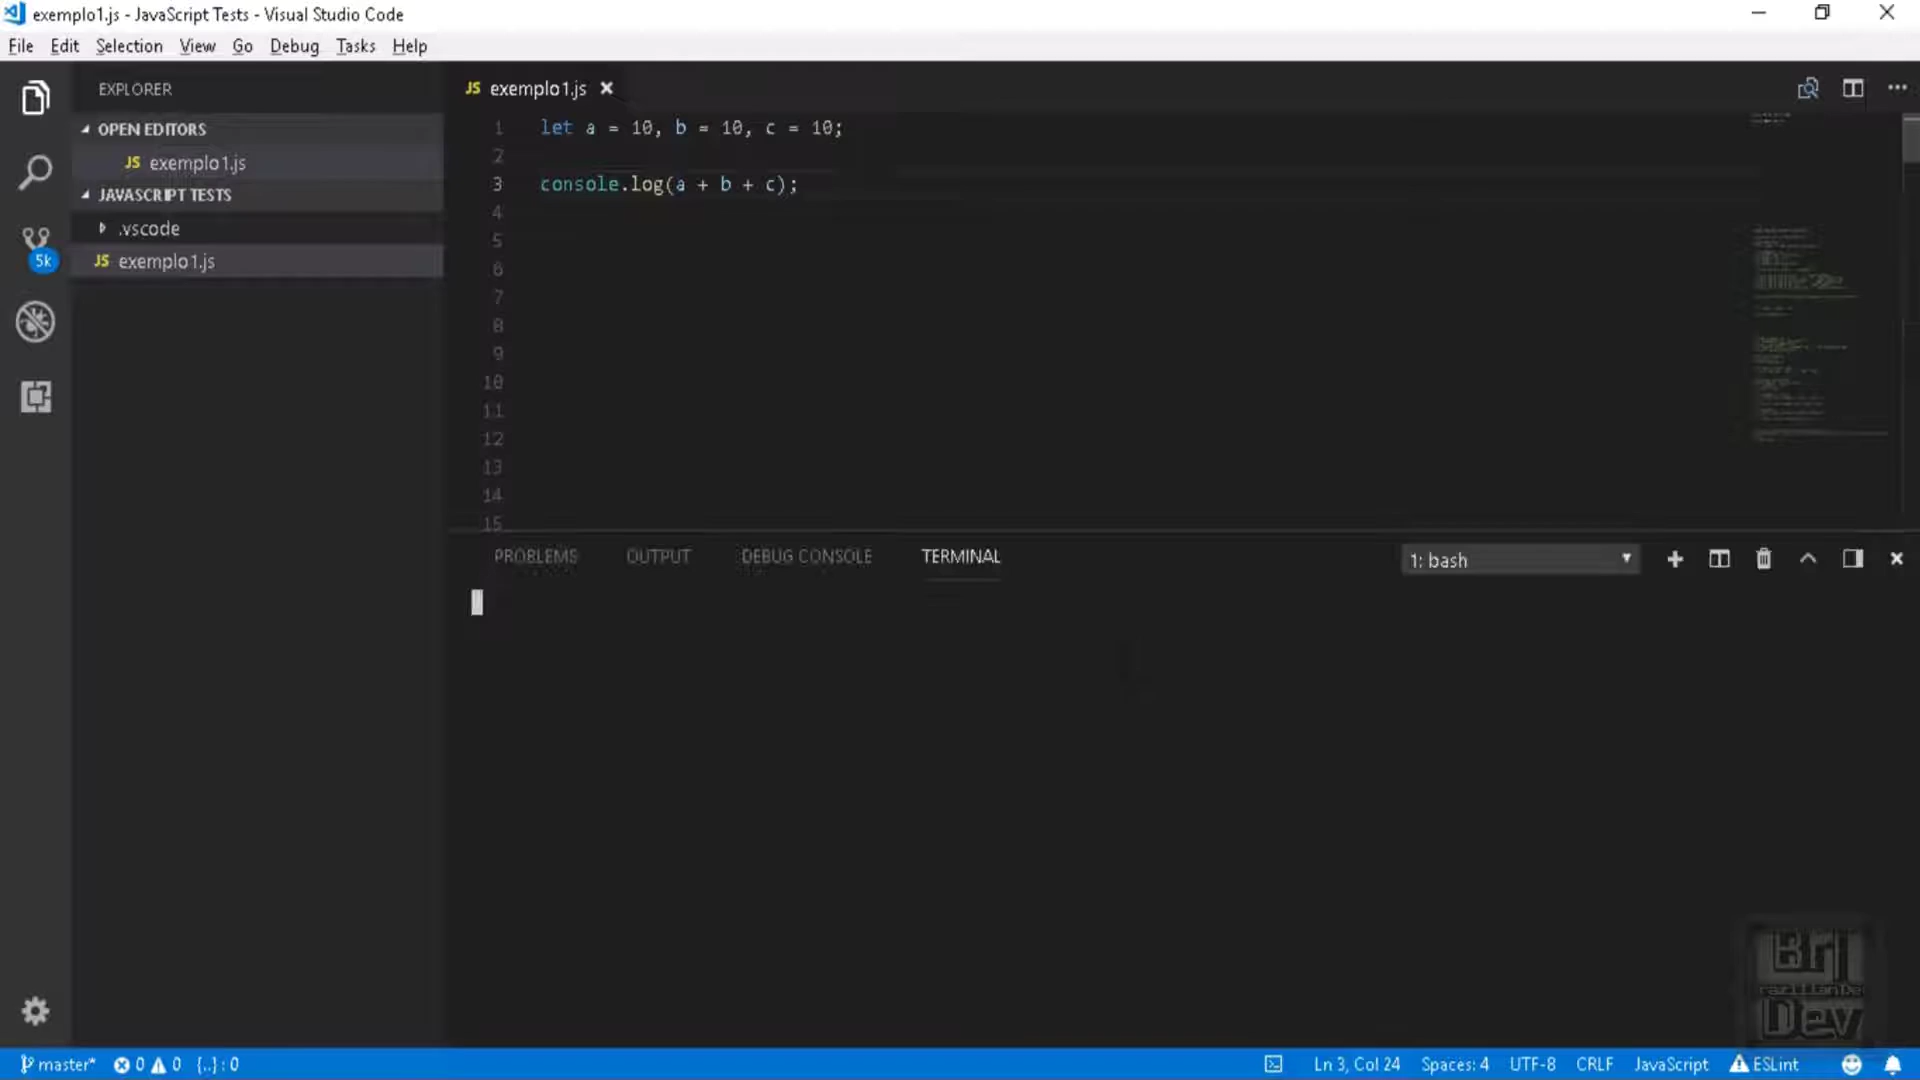 exemplo1.js - JavaScript Tests - Visual Studio Code
File Edit Selection View Go Debug Tasks Help
EXPLORER
OPEN EDITORS
JS exemplo1.js
JAVASCRIPT TESTS
.vscode
JS exemplo1.js
5k
JS exemplo1.js
1 let a = 10, b = 10, c = 10;
2
3 console.log(a + b + c);
4
5
6
7
8
9
10
11
12
13
14
15
PROBLEMS OUTPUT DEBUG CONSOLE TERMINAL
1: bash
Dev
master* 0 0 {..} : 0
Ln 3, Col 24 Spaces: 4 UTF-8 CRLF JavaScript ESLint